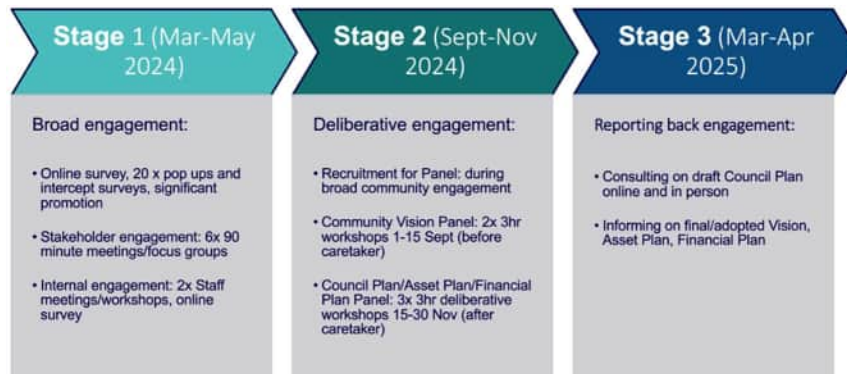 Stage 1 (Mar-May
2024)
Broad engagement:
• Online survey, 20 x pop ups and
intercept surveys, significant
promotion
• Stakeholder engagement: 6x 90
minute meetings/focus groups
• Internal engagement: 2x Staff
meetings/workshops, online
survey
Stage 2 (Sept-Nov
2024)
Deliberative engagement:
• Recruitment for Panel: during
broad community engagement
• Community Vision Panel: 2x 3hr
workshops 1-15 Sept (before
caretaker)
• Council Plan/Asset Plan/Financial
Plan Panel: 3x 3hr deliberative
workshops 15-30 Nov (after
caretaker)
Stage 3 (Mar-Apr
2025)
Reporting back engagement:
• Consulting on draft Council Plan
online and in person
• Informing on final/adopted Vision,
Asset Plan, Financial Plan